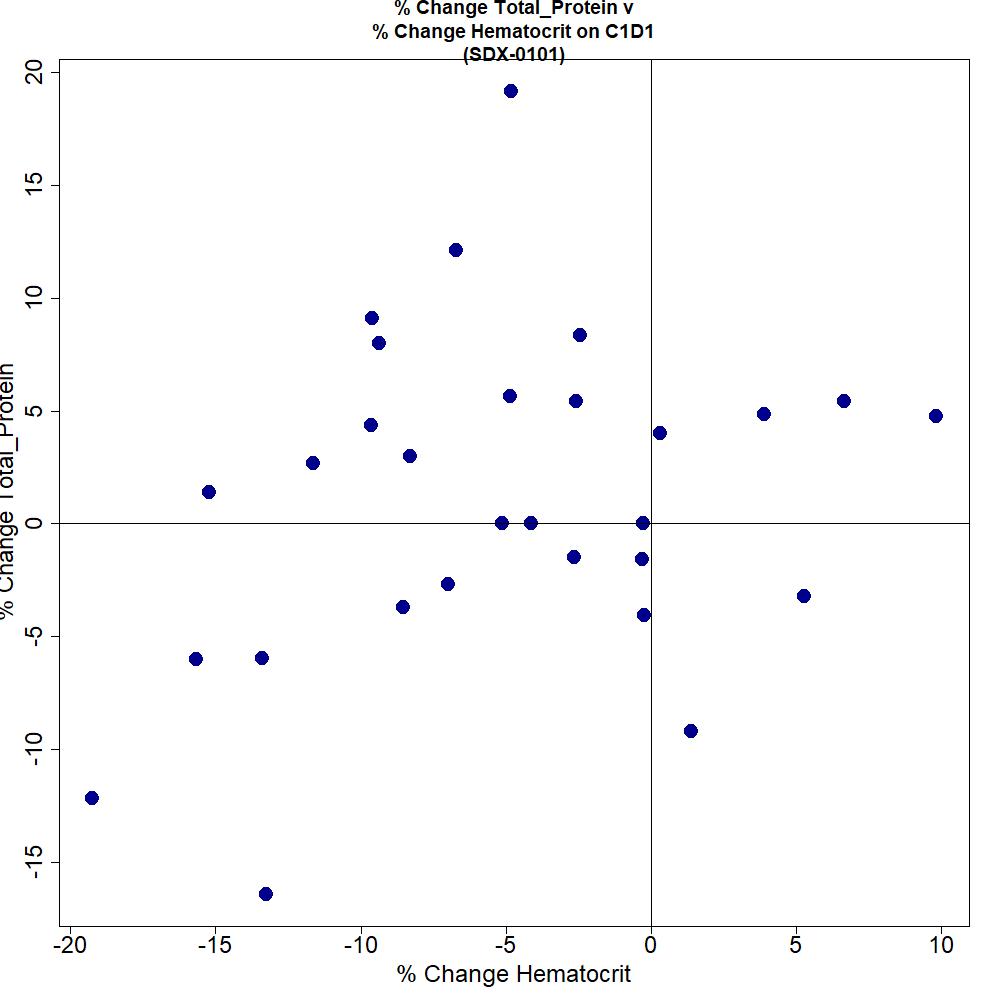 % Change Total_Protein v
% Change Hematocrit on C1D1
(SDX-0101)
20
15
10
5
0
-5
-10
-15
% Change Total_Protein
-20 -15 -10 -5 0 5 10
% Change Hematocrit